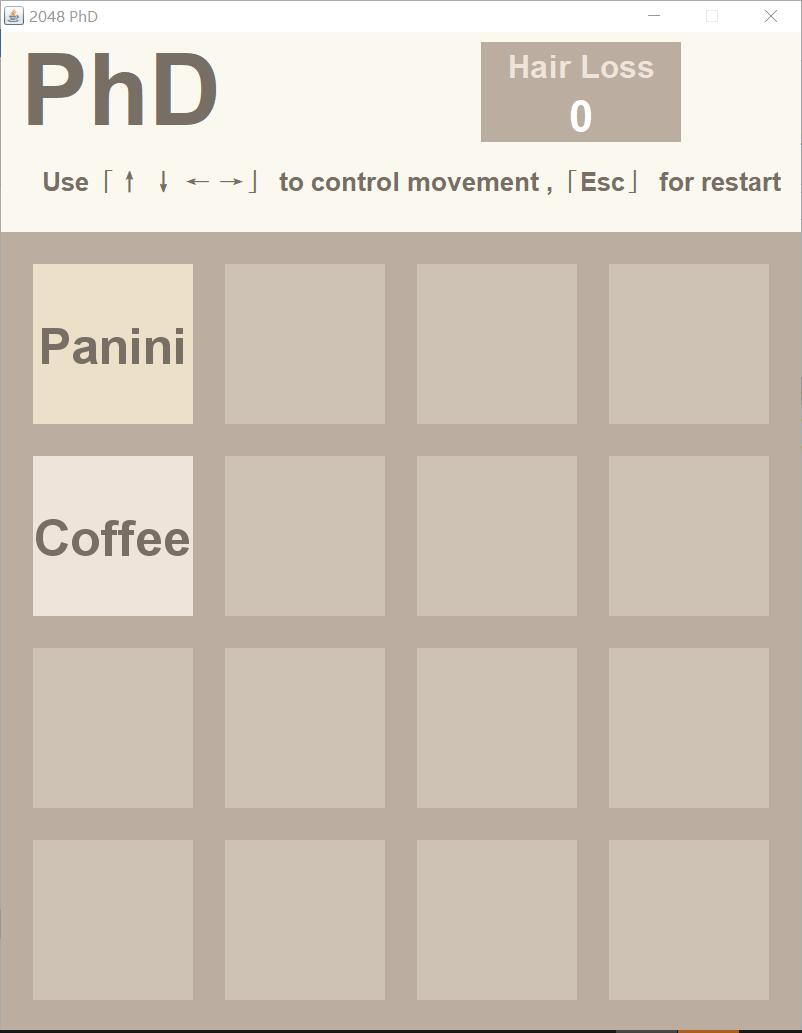 2048 PhD
PhD
Hair Loss
0
Use「↑ ↓ ←→」 to control movement ,「Esc」 for restart
Panini
Coffee